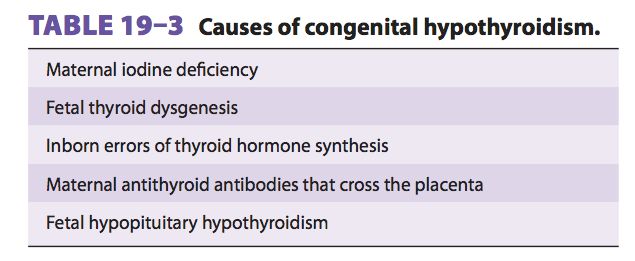 TABLE 19–3 Causes of congenital hypothyroidism.
Maternal iodine deficiency
Fetal thyroid dysgenesis
Inborn errors of thyroid hormone synthesis
Maternal antithyroid antibodies that cross the placenta
Fetal hypopituitary hypothyroidism